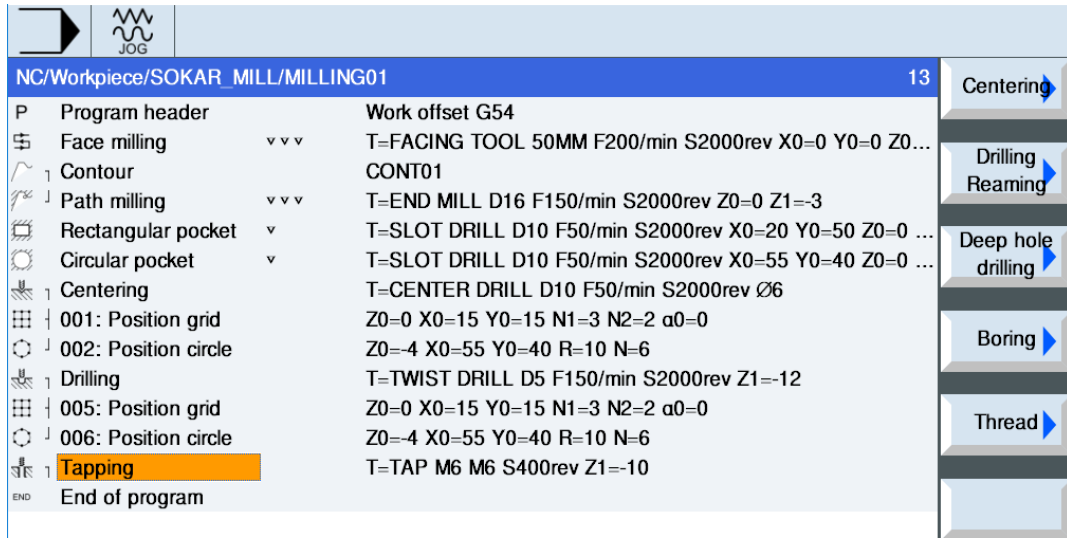 JOG
NC/Workpiece/SOKAR_MILL/MILLING01 13
P Program header Work offset G54
Face milling ▿▿▿ T=FACING TOOL 50MM F200/min S2000rev X0=0 Y0=0 Z0...
Contour CONT01
Path milling ▿▿▿ T=END MILL D16 F150/min S2000rev Z0=0 Z1=-3
Rectangular pocket ▿ T=SLOT DRILL D10 F50/min S2000rev X0=20 Y0=50 Z0=0 ...
Circular pocket ▿ T=SLOT DRILL D10 F50/min S2000rev X0=55 Y0=40 Z0=0 ...
Centering T=CENTER DRILL D10 F50/min S2000rev Ø6
001: Position grid Z0=0 X0=15 Y0=15 N1=3 N2=2 α0=0
002: Position circle Z0=-4 X0=55 Y0=40 R=10 N=6
Drilling T=TWIST DRILL D5 F150/min S2000rev Z1=-12
005: Position grid Z0=0 X0=15 Y0=15 N1=3 N2=2 α0=0
006: Position circle Z0=-4 X0=55 Y0=40 R=10 N=6
Tapping T=TAP M6 M6 S400rev Z1=-10
END End of program
Centering
Drilling
Reaming
Deep hole
drilling
Boring
Thread